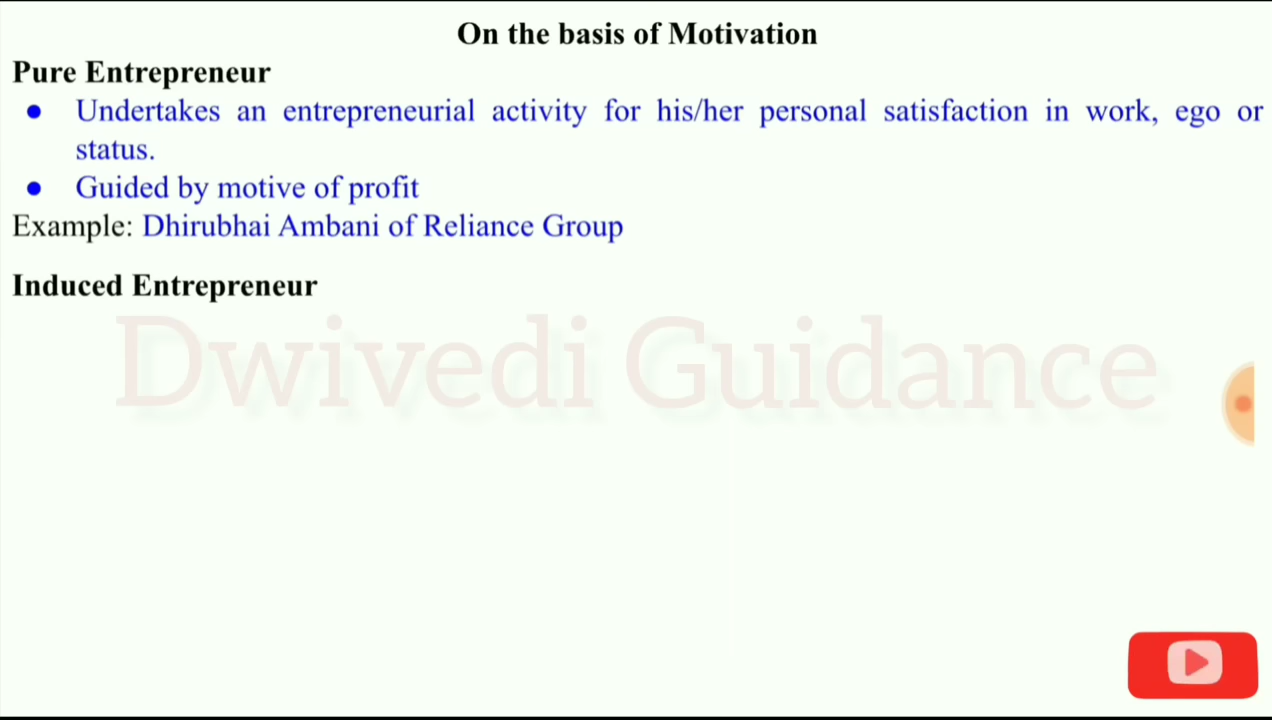 On the basis of Motivation
Pure Entrepreneur
● Undertakes an entrepreneurial activity for his/her personal satisfaction in work, ego or
status.
● Guided by motive of profit
Example: Dhirubhai Ambani of Reliance Group
Induced Entrepreneur
Dwivedi Guidance